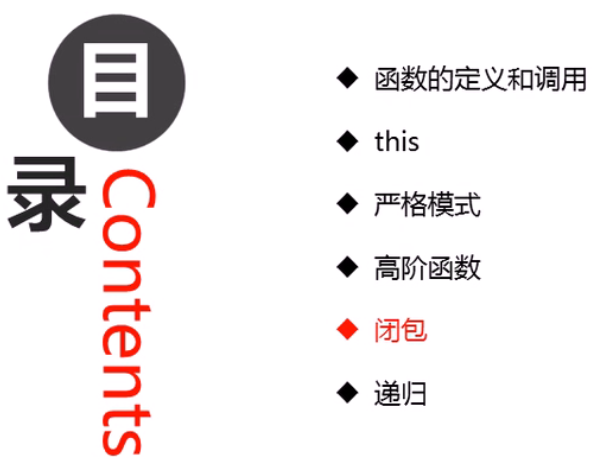 目录
Contents
函数的定义和调用
this
严格模式
高阶函数
闭包
递归